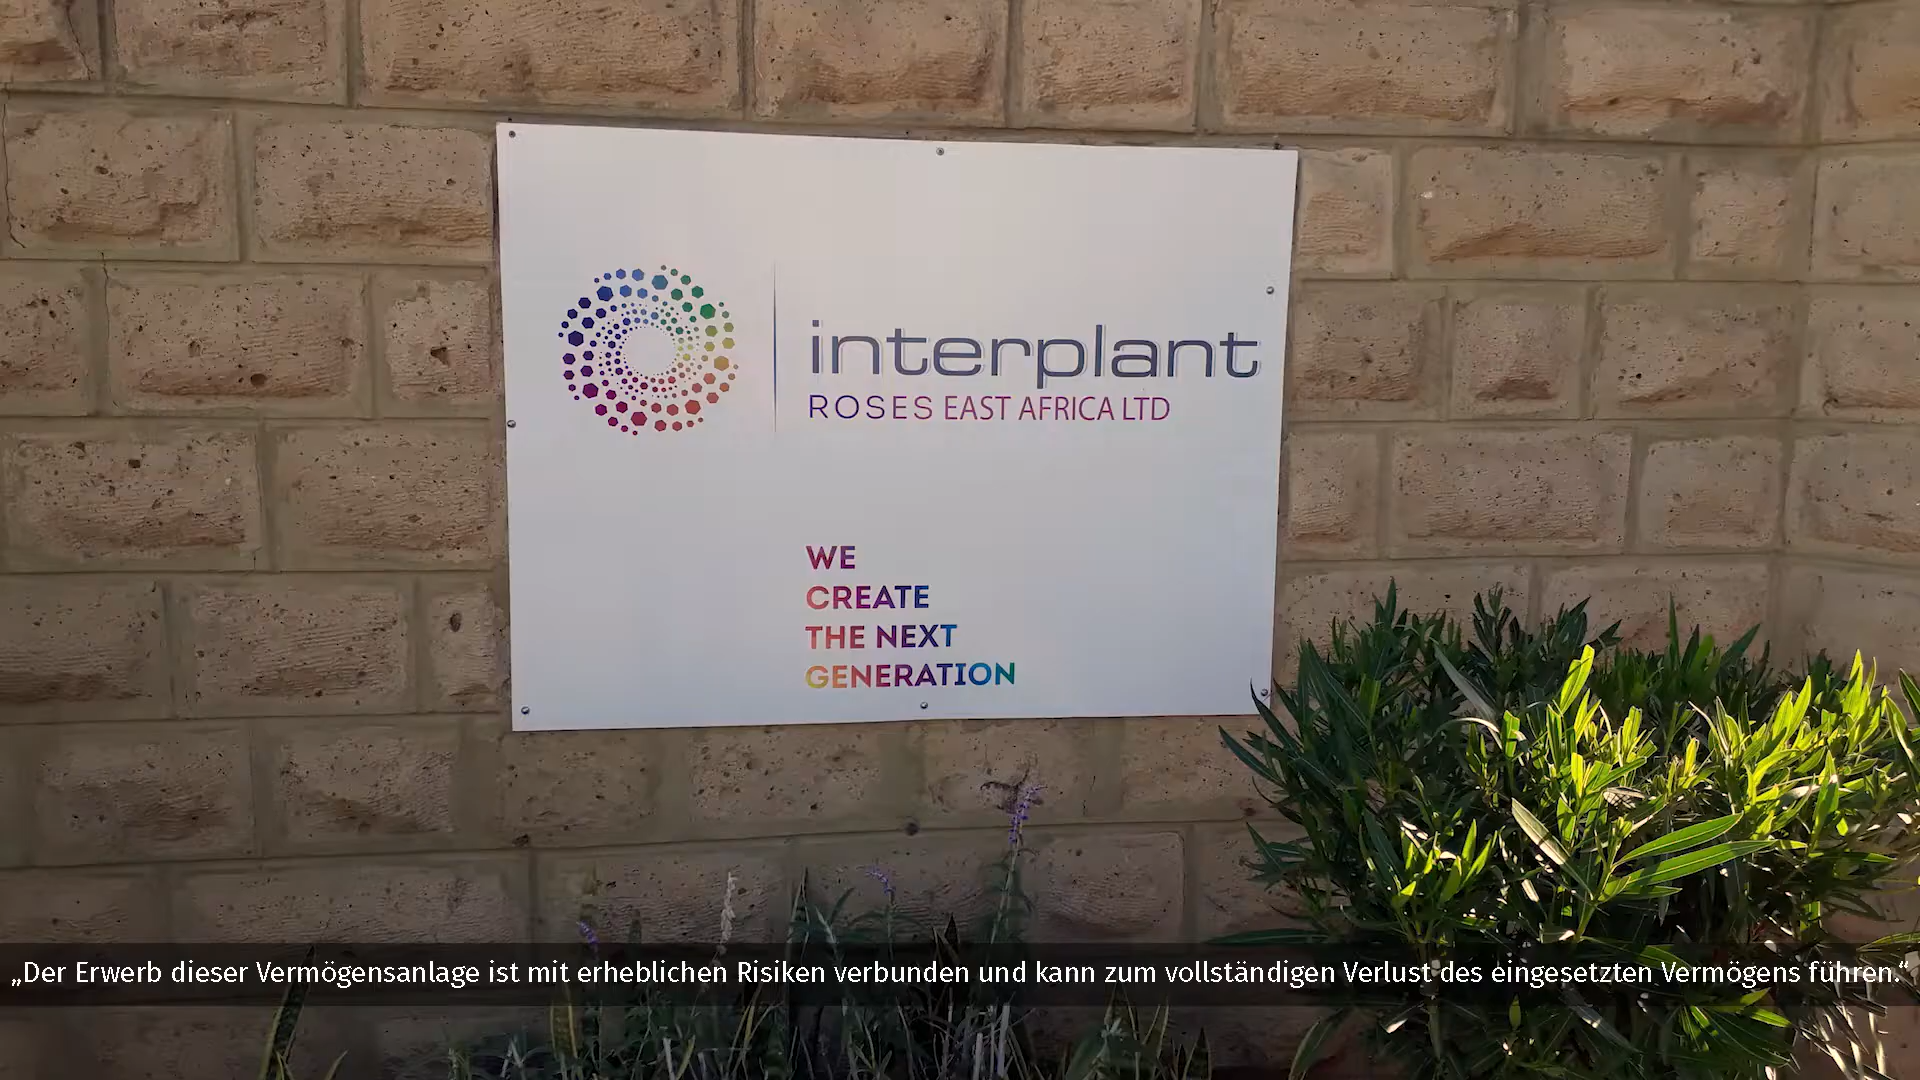 interplant
ROSES EAST AFRICA LTD
WE
CREATE
THE NEXT
GENERATION
„Der Erwerb dieser Vermögensanlage ist mit erheblichen Risiken verbunden und kann zum vollständigen Verlust des eingesetzten Vermögens führen.“